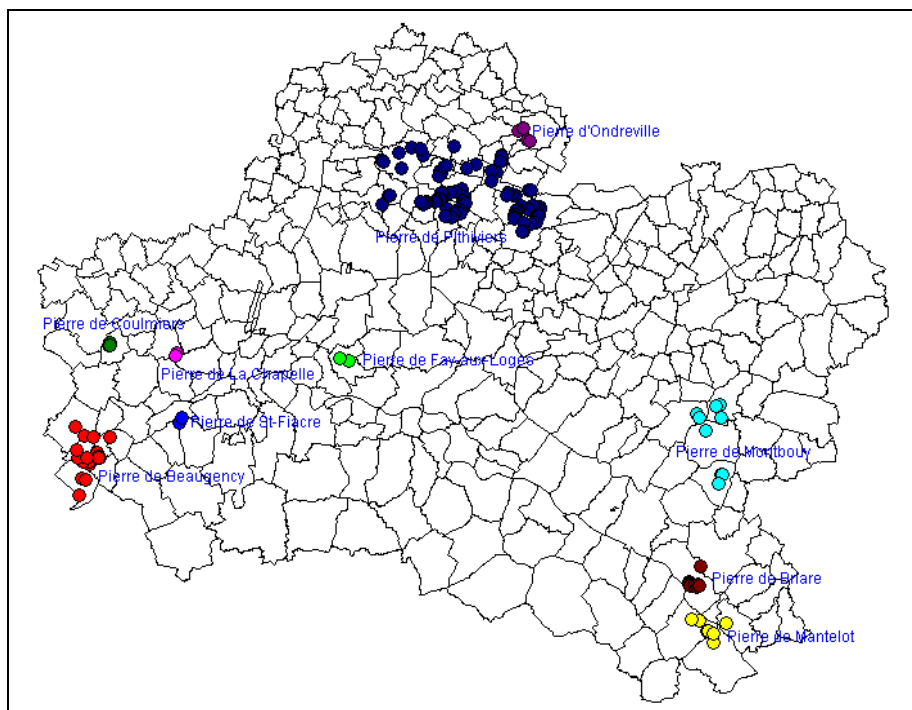 Pierre d'Ondreville
Pierre de Pithiviers
Pierre de Coulmiers
Pierre de Fay-aux-Loges
Pierre de La Chapelle
Pierre de St-Fiacre
Pierre de Montbouy
Pierre de Beaugency
Pierre de Briare
Pierre de Mantelot